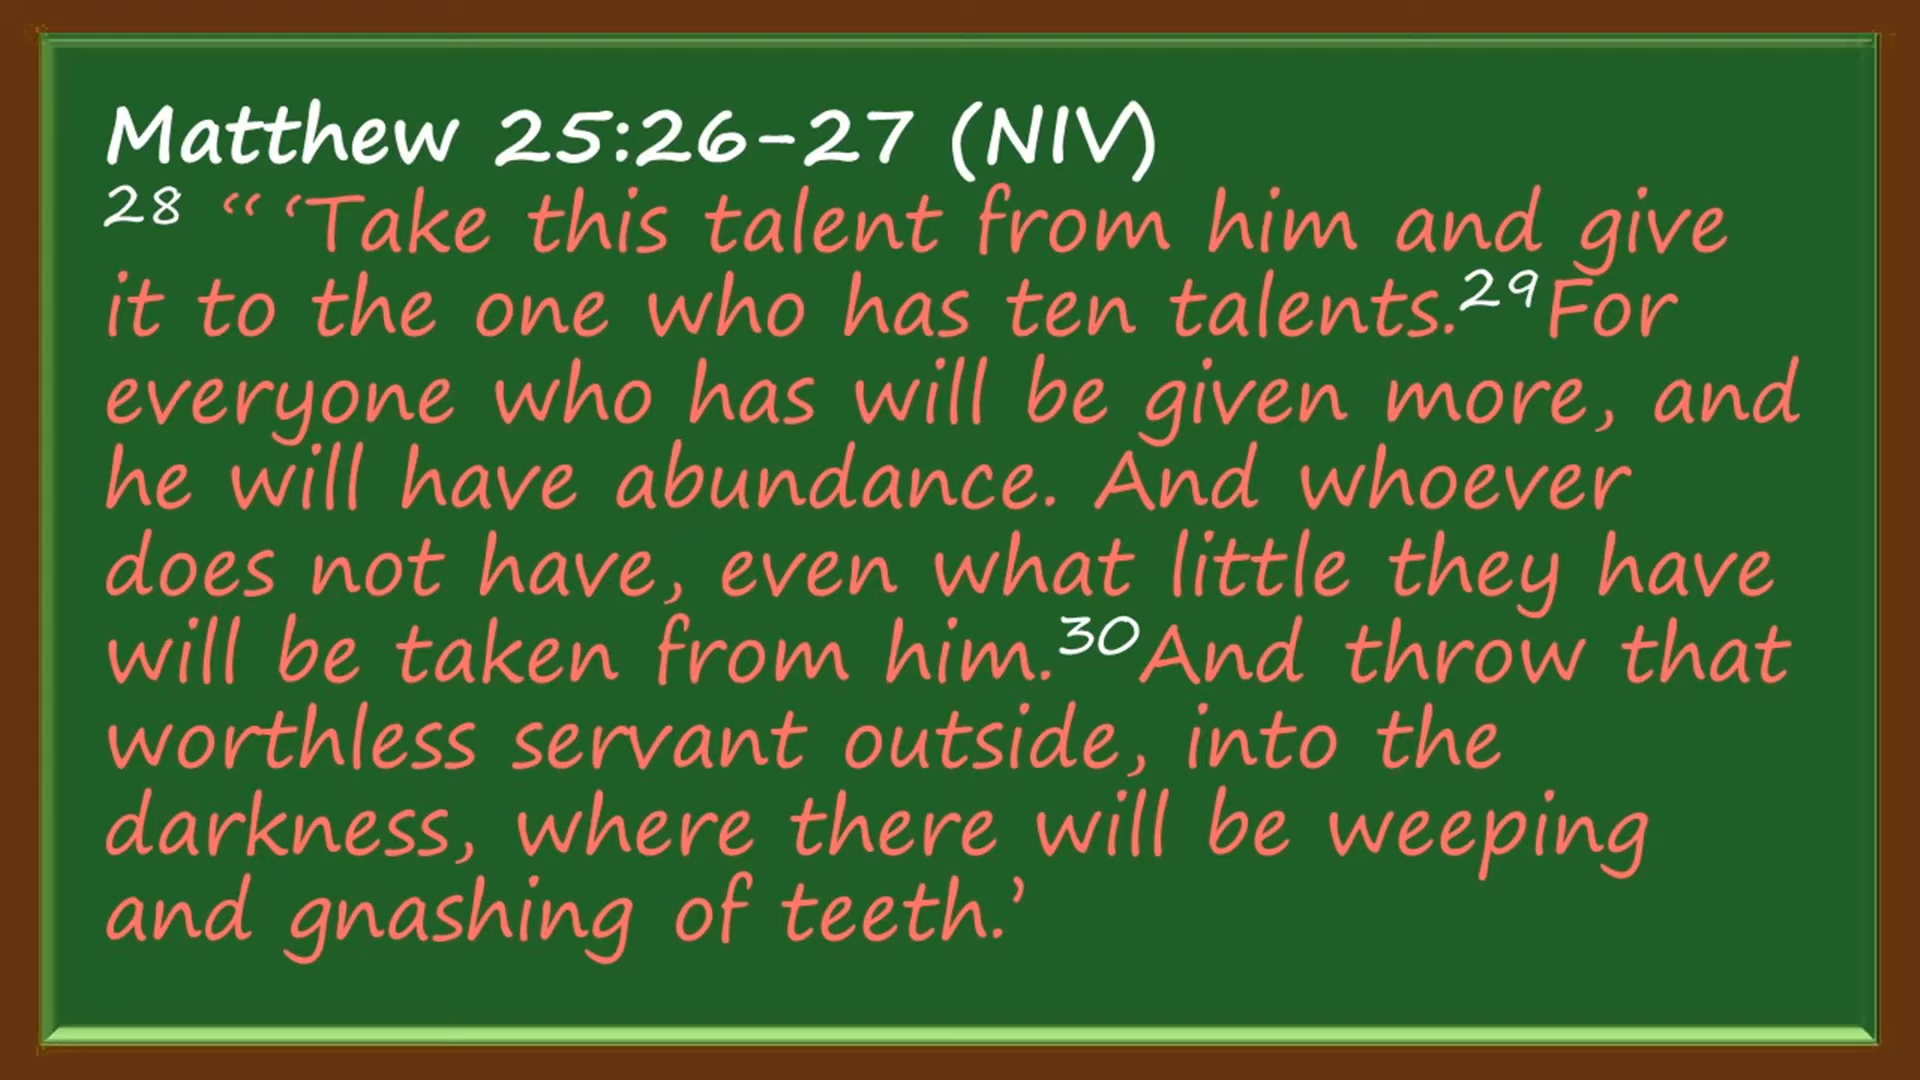 Matthew 25:26-27 (NIV)
28 “ ‘Take this talent from him and give
it to the one who has ten talents.29For
everyone who has will be given more, and
he will have abundance. And whoever
does not have, even what little they have
will be taken from him.30And throw that
worthless servant outside, into the
darkness, where there will be weeping
and gnashing of teeth.’